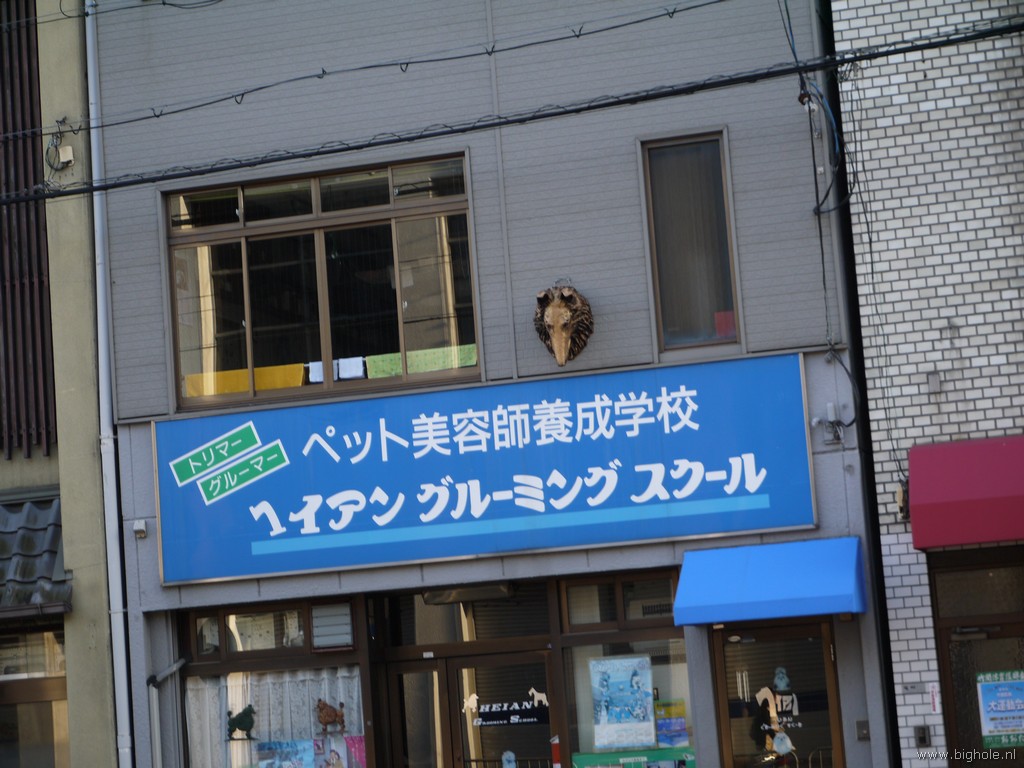 トリマー
グルーマー
ペット美容師養成学校
ヘイアン グルーミング スクール
HEIAN
GROOMING SCHOOL
www.bighole.nl